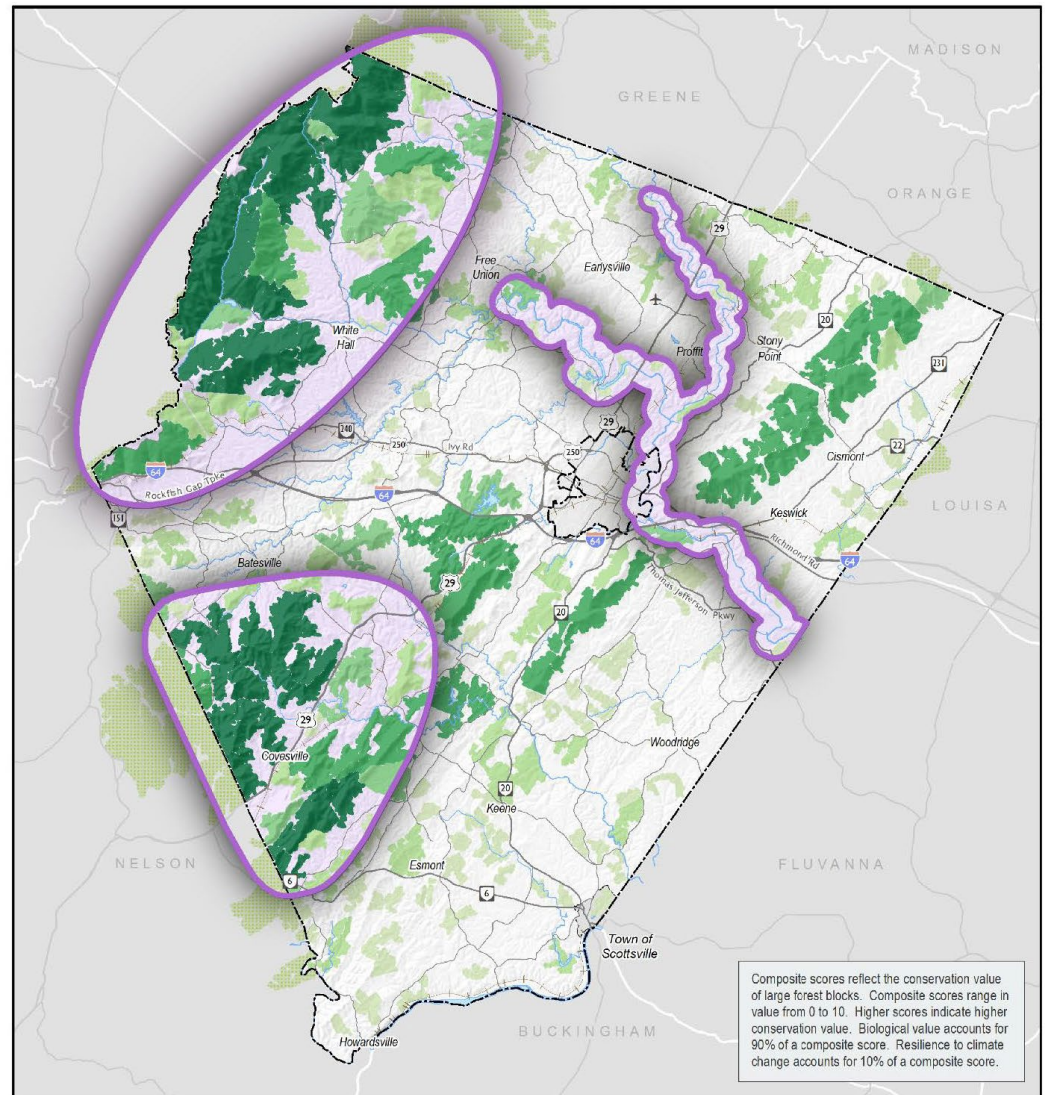 MADISON
GREENE
ORANGE
29
Free
Union
Earlysville
20
White
Hall
Proffit
Stony
Point
231
29
240
250
Ivy Rd
250
22
Cismont
64
Rockfish Gap Tpke
64
Keswick
LOUISA
151
64
Richmond Rd
64
Batesville
29
Thomas Jefferson Pkwy
20
29
Woodridge
Covesville
20
Keene
NELSON
Esmont
FLUVANNA
6
6
Town of
Scottsville
Composite scores reflect the conservation value
of large forest blocks. Composite scores range in
value from 0 to 10. Higher scores indicate higher
conservation value. Biological value accounts for
90% of a composite score. Resilience to climate
change accounts for 10% of a composite score.
BUCKINGHAM
Howardsville